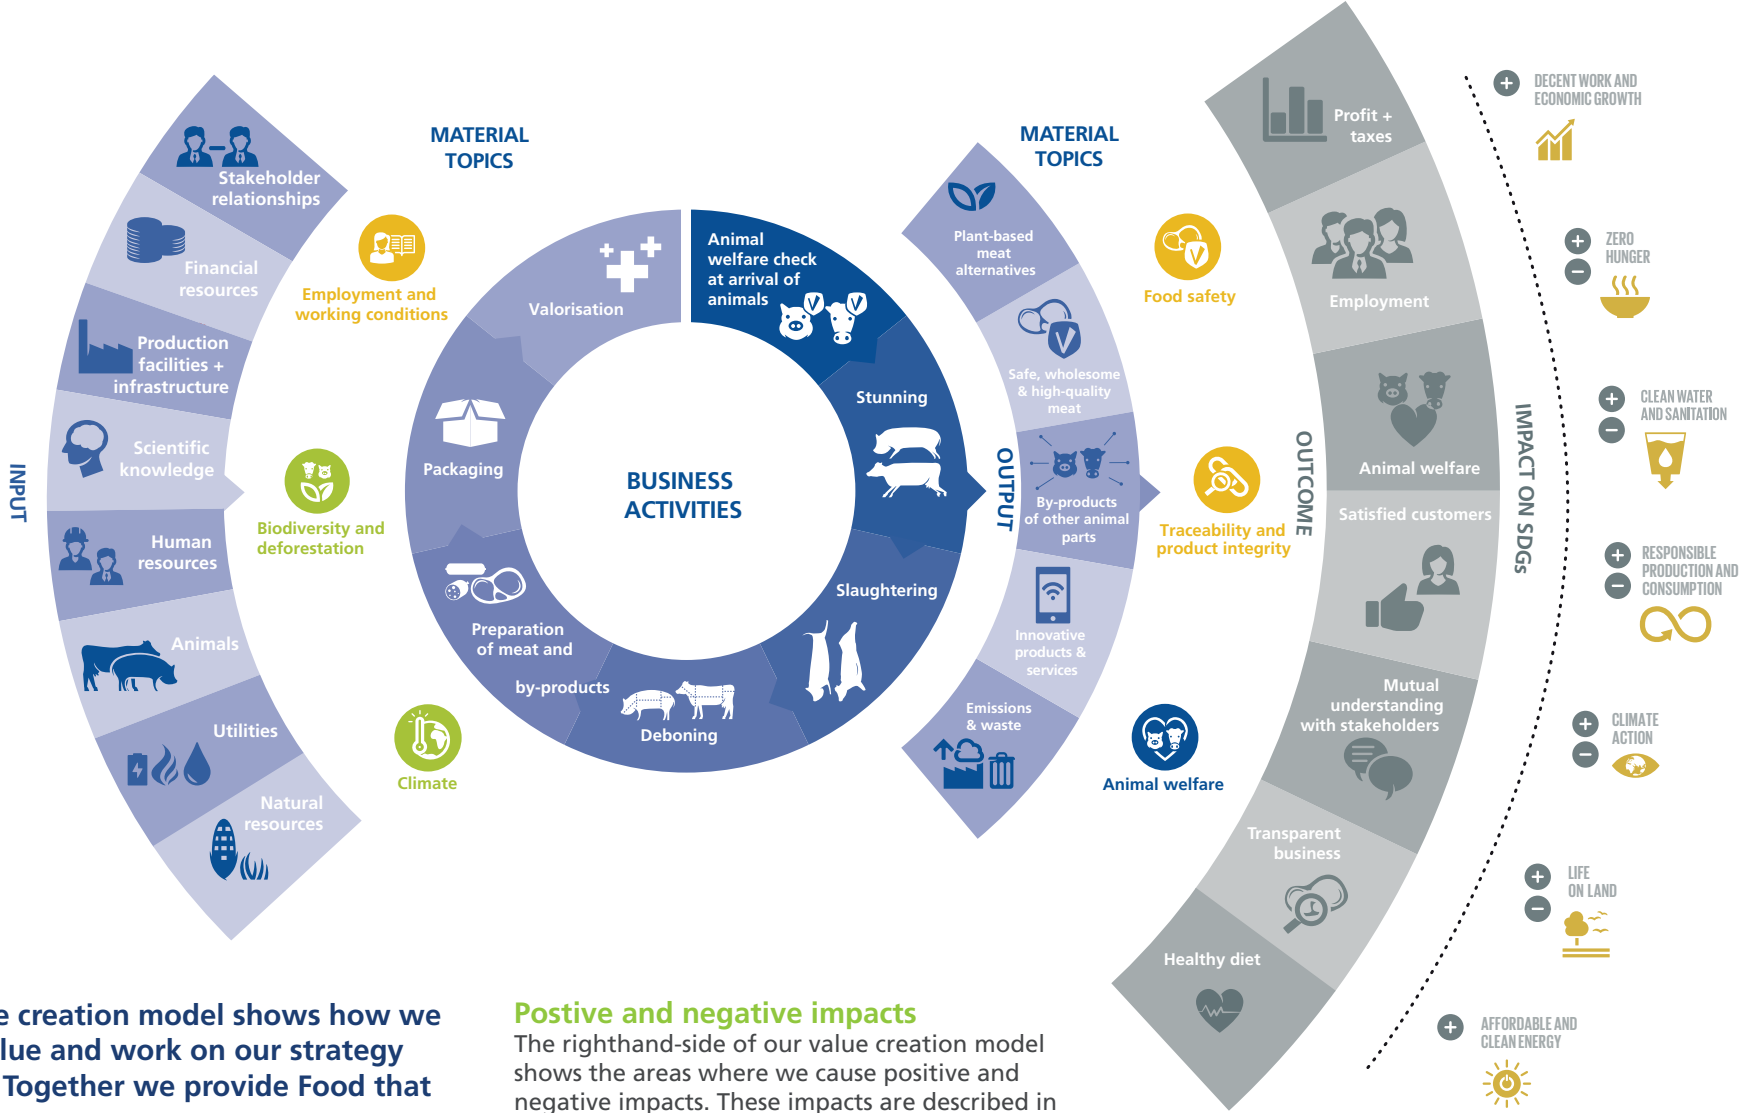 INPUT
Stakeholder
relationships
Financial
resources
Production
facilities +
infrastructure
Scientific
knowledge
Human
resources
Animals
Utilities
Natural
resources
MATERIAL
TOPICS
Employment and
working conditions
Biodiversity and
deforestation
Climate
BUSINESS
ACTIVITIES
Animal
welfare check
at arrival of
animals
Stunning
Slaughtering
Deboning
Preparation
of meat and
by-products
Packaging
Valorisation
OUTPUT
Plant-based
meat
alternatives
Safe, wholesome
& high-quality
meat
By-products
of other animal
parts
Innovative
products &
services
Emissions
& waste
MATERIAL
TOPICS
Food safety
Traceability and
product integrity
Animal welfare
OUTCOME
Profit +
taxes
Employment
Animal welfare
Satisfied customers
Mutual
understanding
with stakeholders
Transparent
business
Healthy diet
IMPACT ON SDGs
+
DECENT WORK AND
ECONOMIC GROWTH
+
−
ZERO
HUNGER
+
−
CLEAN WATER
AND SANITATION
+
−
RESPONSIBLE
PRODUCTION AND
CONSUMPTION
+
−
CLIMATE
ACTION
+
−
LIFE
ON LAND
+
AFFORDABLE AND
CLEAN ENERGY
e creation model shows how we
lue and work on our strategy
Together we provide Food that
Postive and negative impacts
The righthand-side of our value creation model
shows the areas where we cause positive and
negative impacts. These impacts are described in